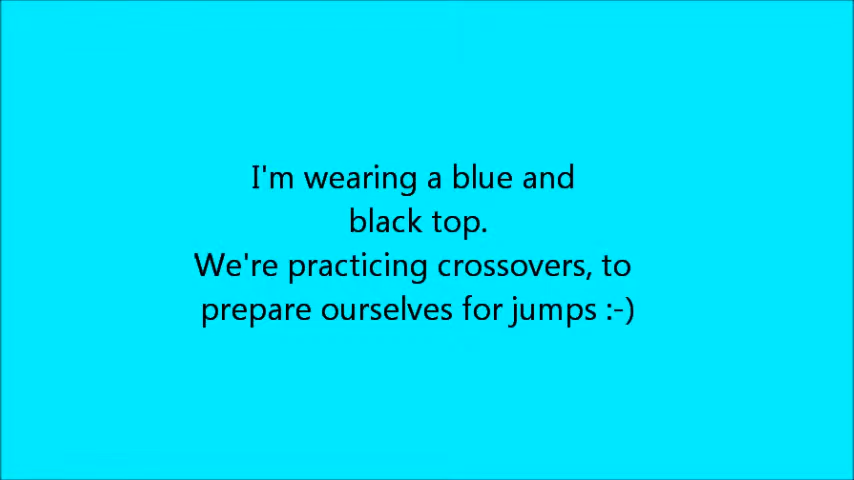 I'm wearing a blue and
black top.
We're practicing crossovers, to
prepare ourselves for jumps :-)